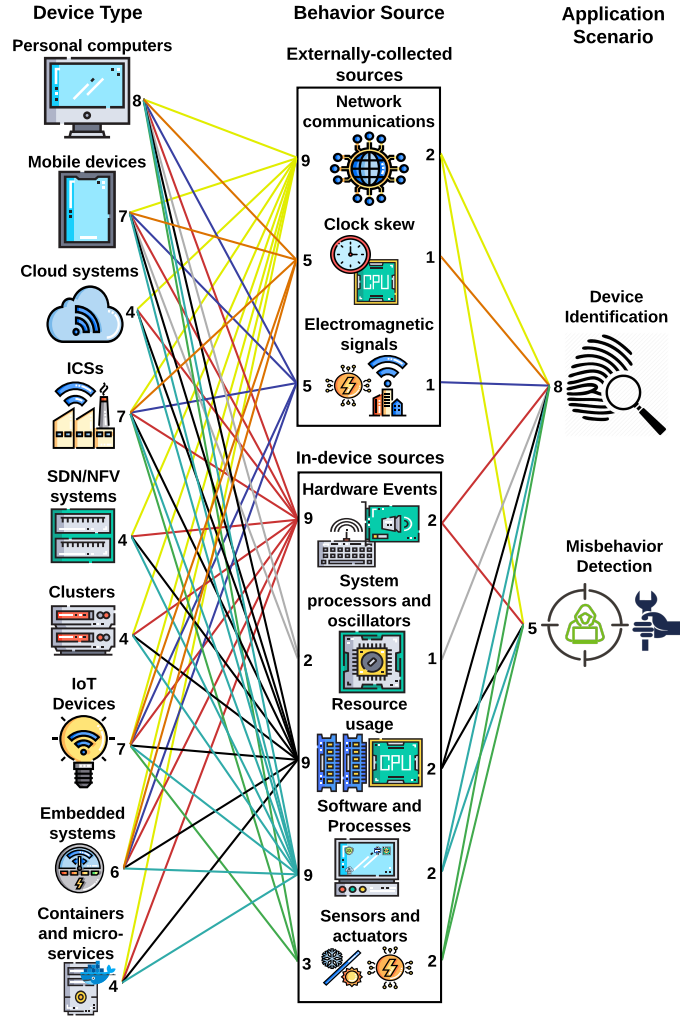 Device Type
Behavior Source
Application
Scenario
Personal computers
8
Mobile devices
7
Cloud systems
4
ICSs
7
SDN/NFV
systems
4
Clusters
4
IoT
Devices
7
Embedded
systems
6
Containers
and micro-
services
4
Externally-collected
sources
Network
communications
9
2
Clock skew
CPU
5
1
Electromagnetic
signals
5
1
In-device sources
Hardware Events
9
2
System
processors and
oscillators
2
1
Resource
usage
CPU
9
2
Software and
Processes
9
2
Sensors and
actuators
3
2
Device
Identification
8
Misbehavior
Detection
5